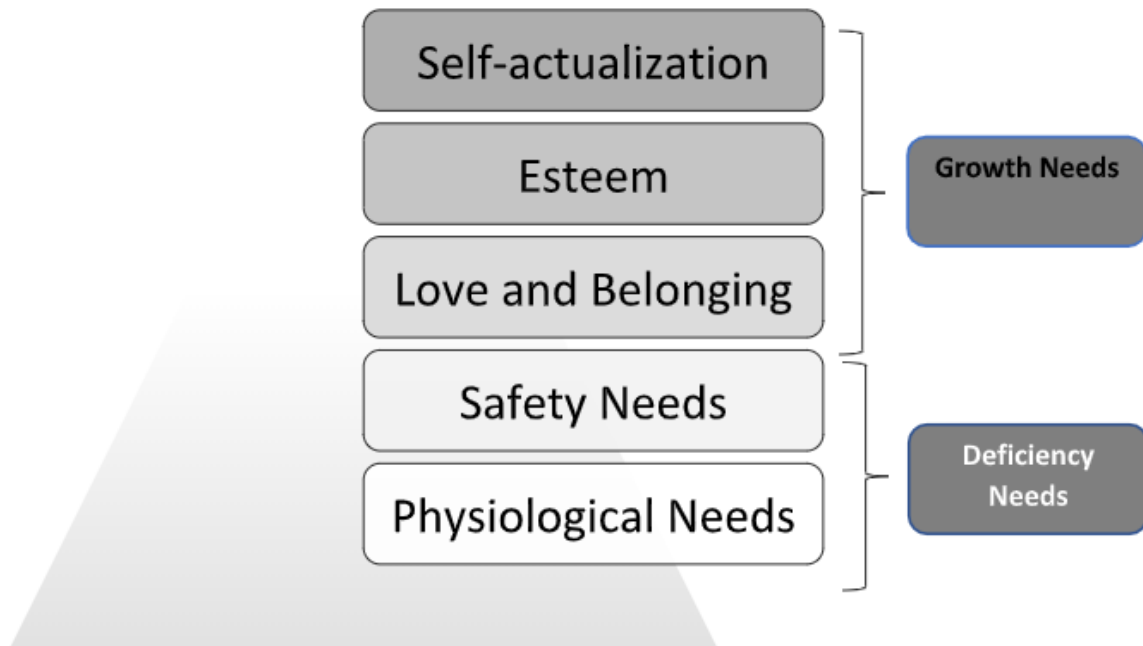 Self-actualization
Esteem
Love and Belonging
Safety Needs
Physiological Needs
Growth Needs
Deficiency
Needs